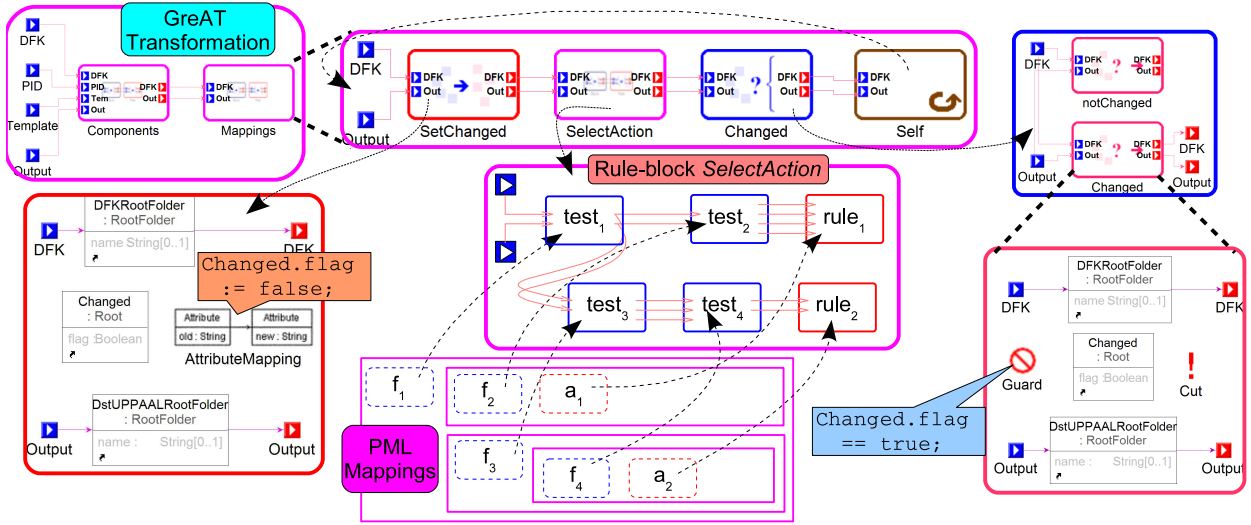 GreAT
Transformation
DFK
PID
Template
Output
DFK
PID
Tem
Out
DFK
Out
Components
DFK
Out
DFK
Out
Mappings
DFK
Output
DFK
Out
DFK
Out
SetChanged
DFK
Out
DFK
Out
SelectAction
DFK
Out
DFK
Out
Changed
DFK
Out
Self
DFK
Output
DFK
Out
DFK
Out
notChanged
DFK
Out
DFK
Out
Changed
DFK
Output
DFKRootFolder
: RootFolder
name String[0..1]
DFK
DFK
Changed.flag
:= false;
Changed
: Root
flag :Boolean
Attribute
old : String
Attribute
new : String
AttributeMapping
DstUPPAALRootFolder
: RootFolder
name : String[0..1]
Output
Output
Rule-block SelectAction
test1
test2
rule1
test3
test4
rule2
f1
f2
a1
f3
f4
a2
PML
Mappings
DFKRootFolder
: RootFolder
name String[0..1]
DFK
DFK
Changed
: Root
flag :Boolean
Guard
Cut
Changed.flag
== true;
DstUPPAALRootFolder
: RootFolder
name : String[0..1]
Output
Output